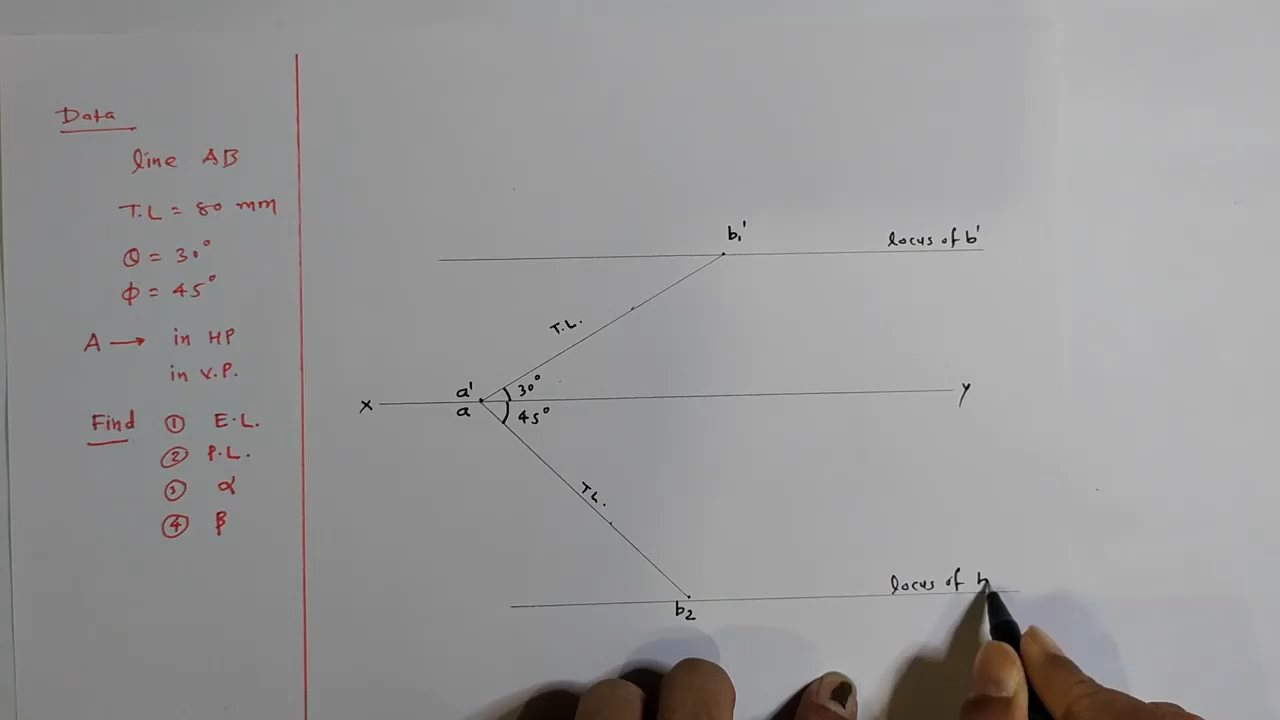 Data
line AB
T.L = 80 mm
θ = 30°
ϕ = 45°
A → in HP
in V.P.
Find ① E.L.
② P.L.
③ α
④ β
b₁'
locus of b'
T.L.
a' 30°
X Y
a 45°
T.L.
locus of b
b₂